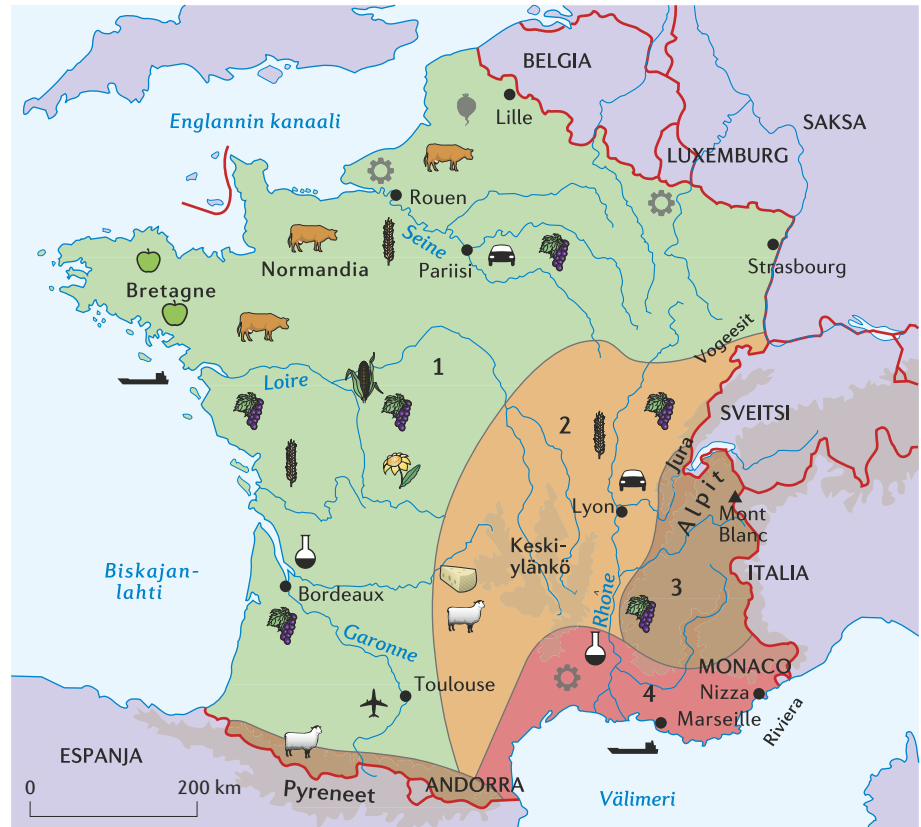 BELGIA
Lille
Englannin kanaali
SAKSA
LUXEMBURG
Rouen
Seine
Normandia
Pariisi
Strasbourg
Bretagne
Vogeesit
1
Loire
2
SVEITSI
Jura
Alpit
Lyon
Mont
Blanc
Keski-
ylänkö
Biskajan-
lahti
ITALIA
Bordeaux
Rhône
3
Garonne
MONACO
Toulouse
4
Nizza
Marseille
Riviera
ESPANJA
0
200 km
Pyreneet
ANDORRA
Välimeri